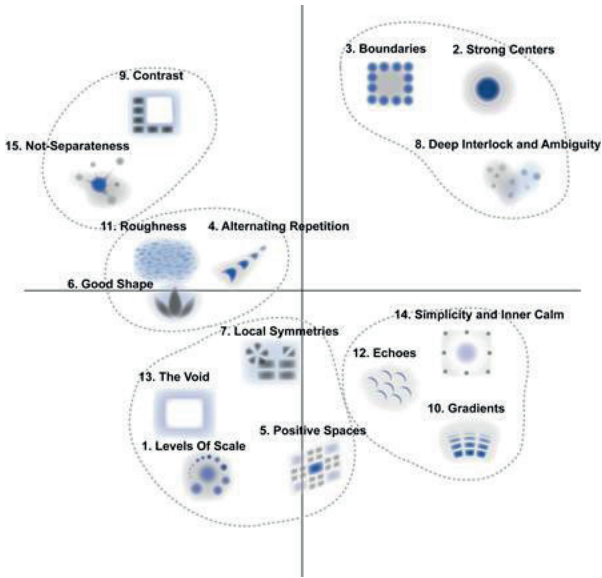 3. Boundaries
2. Strong Centers
9. Contrast
15. Not-Separateness
8. Deep Interlock and Ambiguity
11. Roughness
4. Alternating Repetition
6. Good Shape
14. Simplicity and Inner Calm
7. Local Symmetries
12. Echoes
13. The Void
10. Gradients
5. Positive Spaces
1. Levels Of Scale